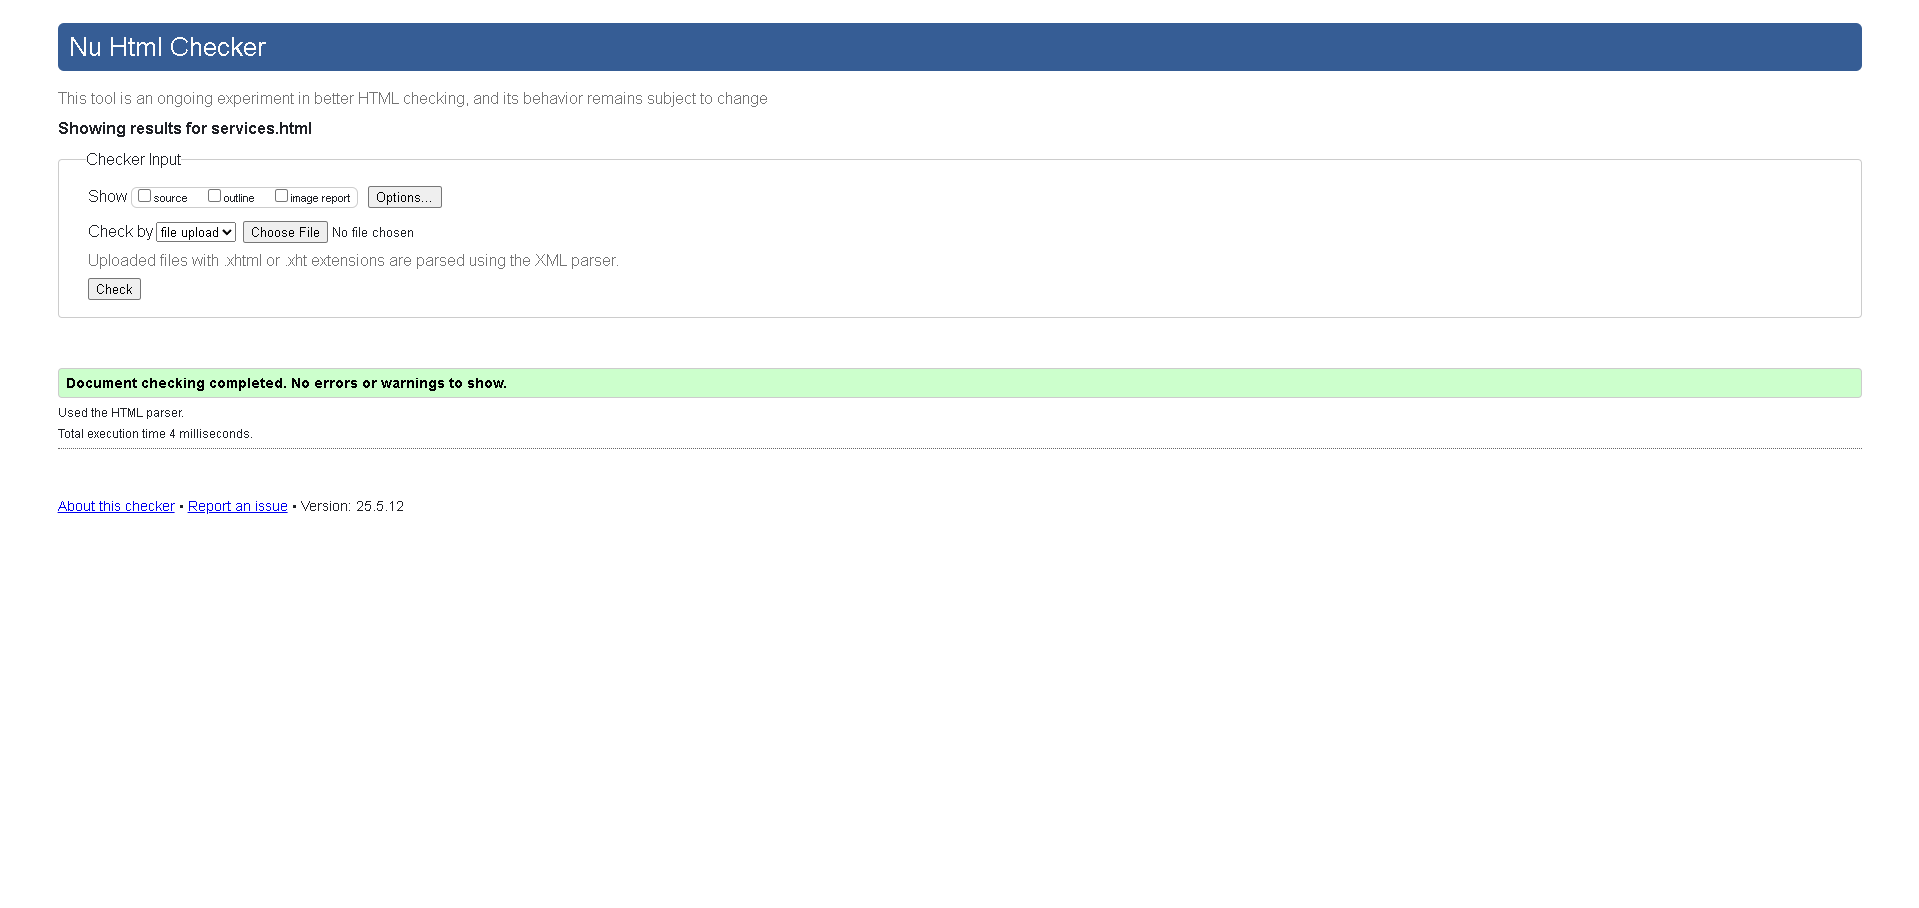 Nu Html Checker
This tool is an ongoing experiment in better HTML checking, and its behavior remains subject to change
Showing results for services.html
Checker Input
Show source outline image report Options...
Check by file upload Choose File No file chosen
Uploaded files with .xhtml or .xht extensions are parsed using the XML parser.
Check
Document checking completed. No errors or warnings to show.
Used the HTML parser.
Total execution time 4 milliseconds.
About this checker • Report an issue • Version: 25.5.12